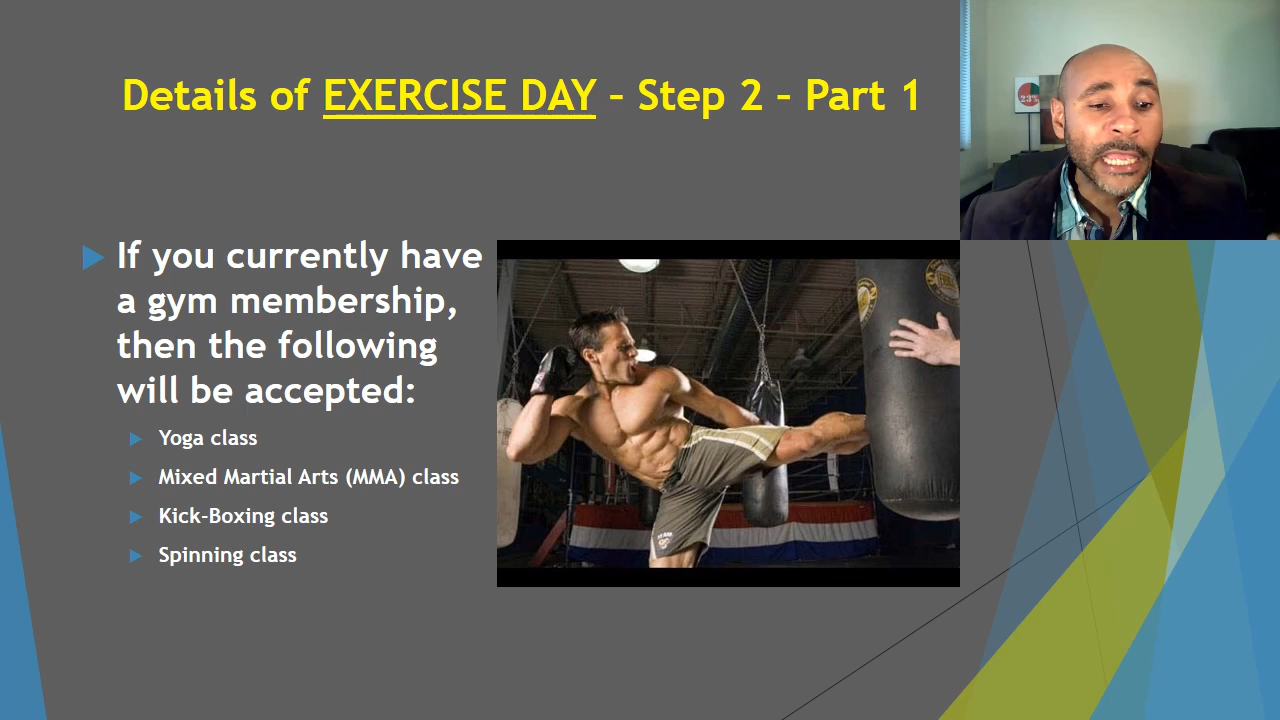 Details of EXERCISE DAY – Step 2 – Part 1
If you currently have
a gym membership,
then the following
will be accepted:
Yoga class
Mixed Martial Arts (MMA) class
Kick-Boxing class
Spinning class